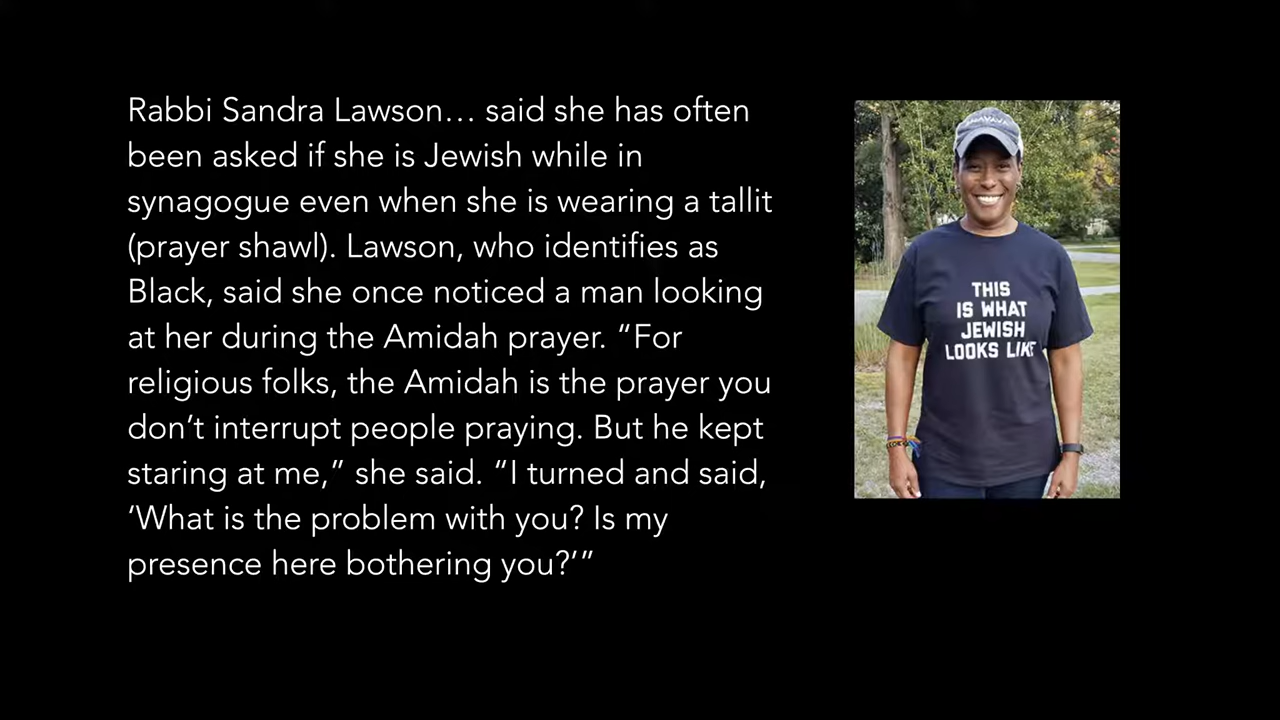 Rabbi Sandra Lawson… said she has often
been asked if she is Jewish while in
synagogue even when she is wearing a tallit
(prayer shawl). Lawson, who identifies as
Black, said she once noticed a man looking
at her during the Amidah prayer. “For
religious folks, the Amidah is the prayer you
don’t interrupt people praying. But he kept
staring at me,” she said. “I turned and said,
‘What is the problem with you? Is my
presence here bothering you?’”
THIS
IS WHAT
JEWISH
LOOKS LIKE